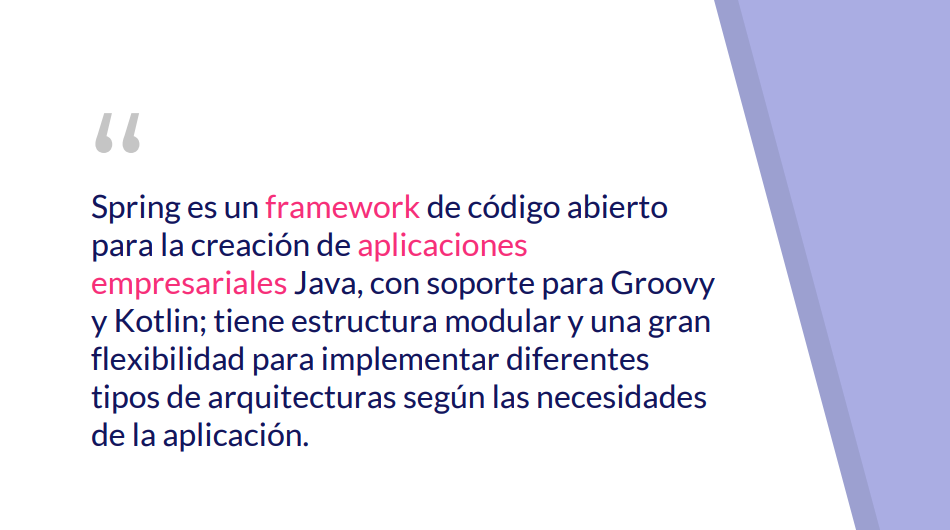 “
Spring es un framework de código abierto
para la creación de aplicaciones
empresariales Java, con soporte para Groovy
y Kotlin; tiene estructura modular y una gran
flexibilidad para implementar diferentes
tipos de arquitecturas según las necesidades
de la aplicación.